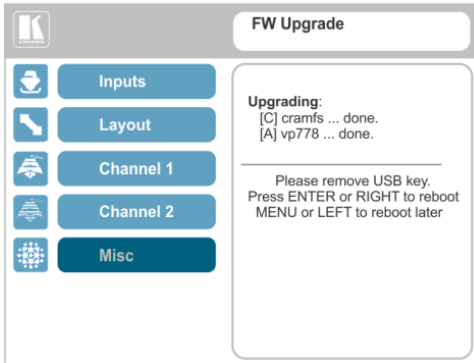 KRAMER
FW Upgrade
Inputs
Layout
Channel 1
Channel 2
Misc
Upgrading:
[C] cramfs ... done.
[A] vp778 ... done.
Please remove USB key.
Press ENTER or RIGHT to reboot
MENU or LEFT to reboot later